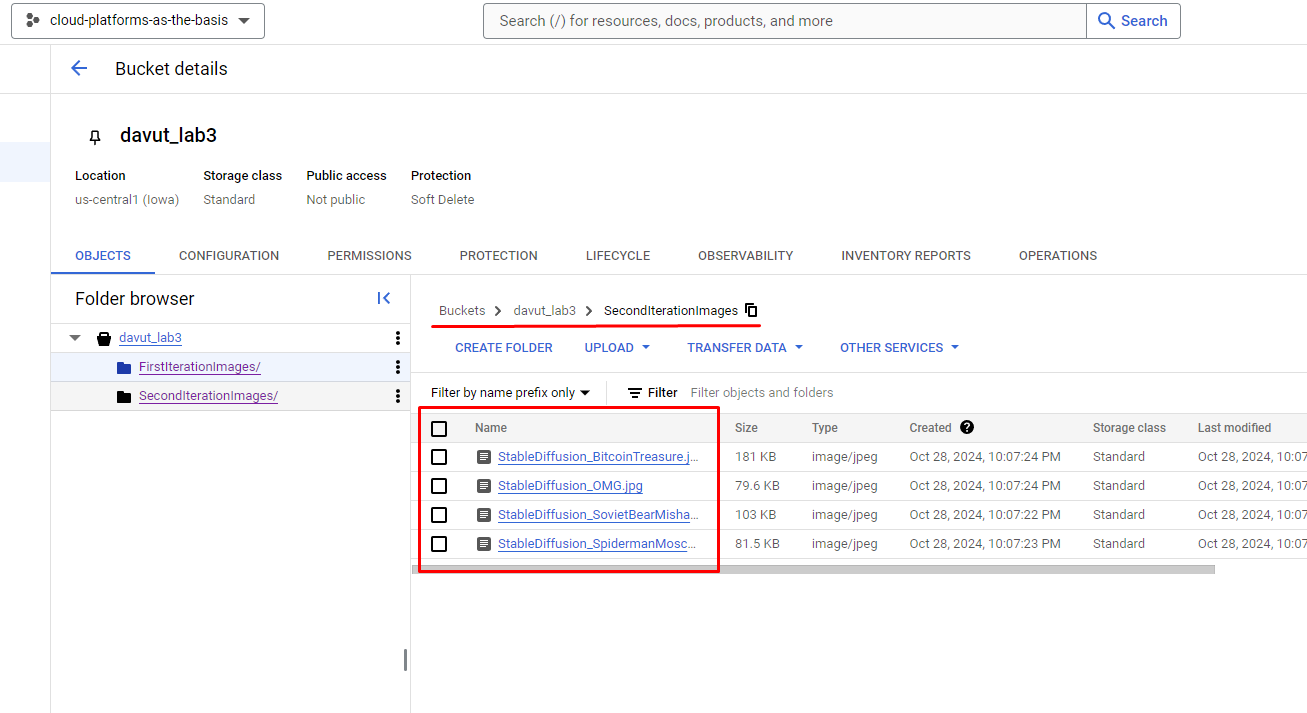 cloud-platforms-as-the-basis Search (/) for resources, docs, products, and more Search
Bucket details
davut_lab3
Location Storage class Public access Protection
us-central1 (Iowa) Standard Not public Soft Delete
OBJECTS CONFIGURATION PERMISSIONS PROTECTION LIFECYCLE OBSERVABILITY INVENTORY REPORTS OPERATIONS
Folder browser
davut_lab3
FirstIterationImages/
SecondIterationImages/
Buckets davut_lab3 SecondIterationImages
CREATE FOLDER UPLOAD TRANSFER DATA OTHER SERVICES
Filter by name prefix only Filter Filter objects and folders
Name Size Type Created ? Storage class Last modified
StableDiffusion_BitcoinTreasure.j... 181 KB image/jpeg Oct 28, 2024, 10:07:24 PM Standard Oct 28, 2024, 10:07
StableDiffusion_OMG.jpg 79.6 KB image/jpeg Oct 28, 2024, 10:07:24 PM Standard Oct 28, 2024, 10:07
StableDiffusion_SovietBearMisha... 103 KB image/jpeg Oct 28, 2024, 10:07:22 PM Standard Oct 28, 2024, 10:07
StableDiffusion_SpidermanMosc... 81.5 KB image/jpeg Oct 28, 2024, 10:07:23 PM Standard Oct 28, 2024, 10:07